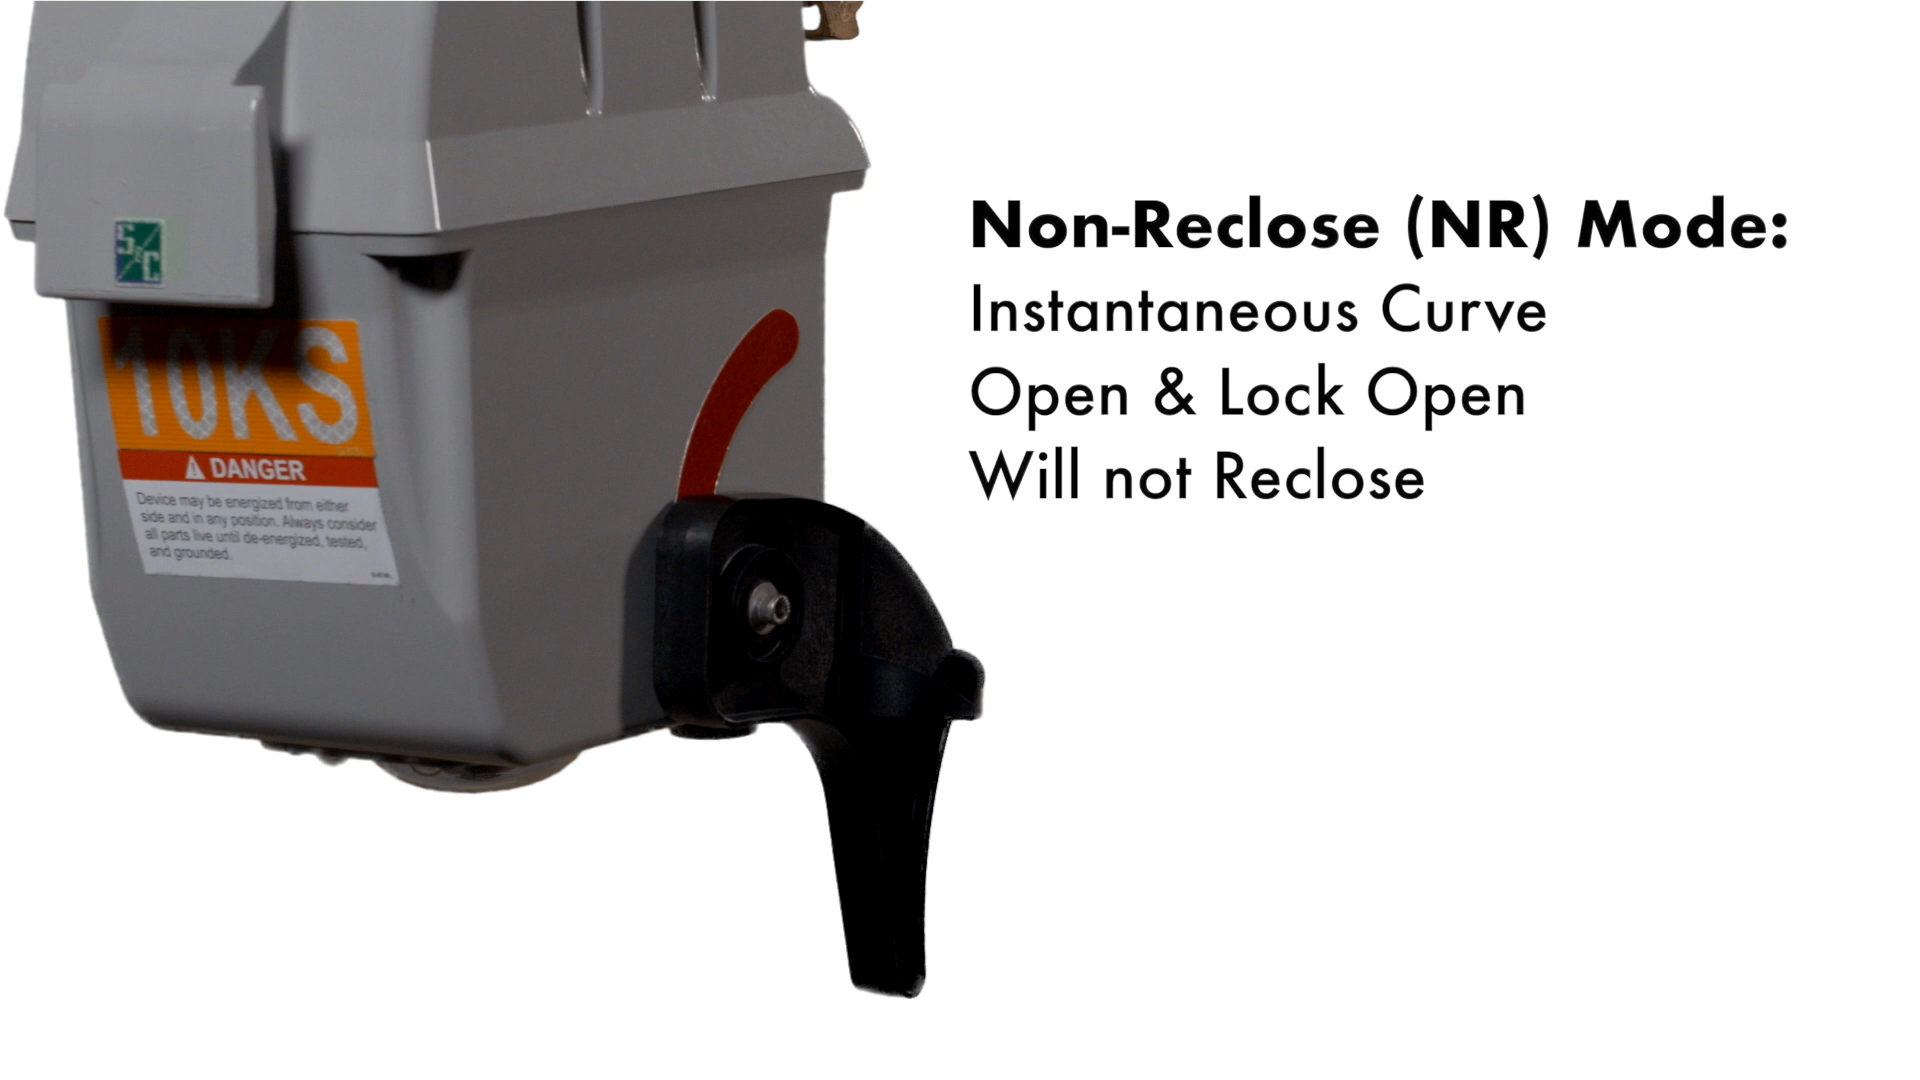 Non-Reclose (NR) Mode:
Instantaneous Curve
Open & Lock Open
Will not Reclose
S&C
10KS
⚠ DANGER
Device may be energized from either
side and in any position. Always consider
all parts live until de-energized, tested,
and grounded.